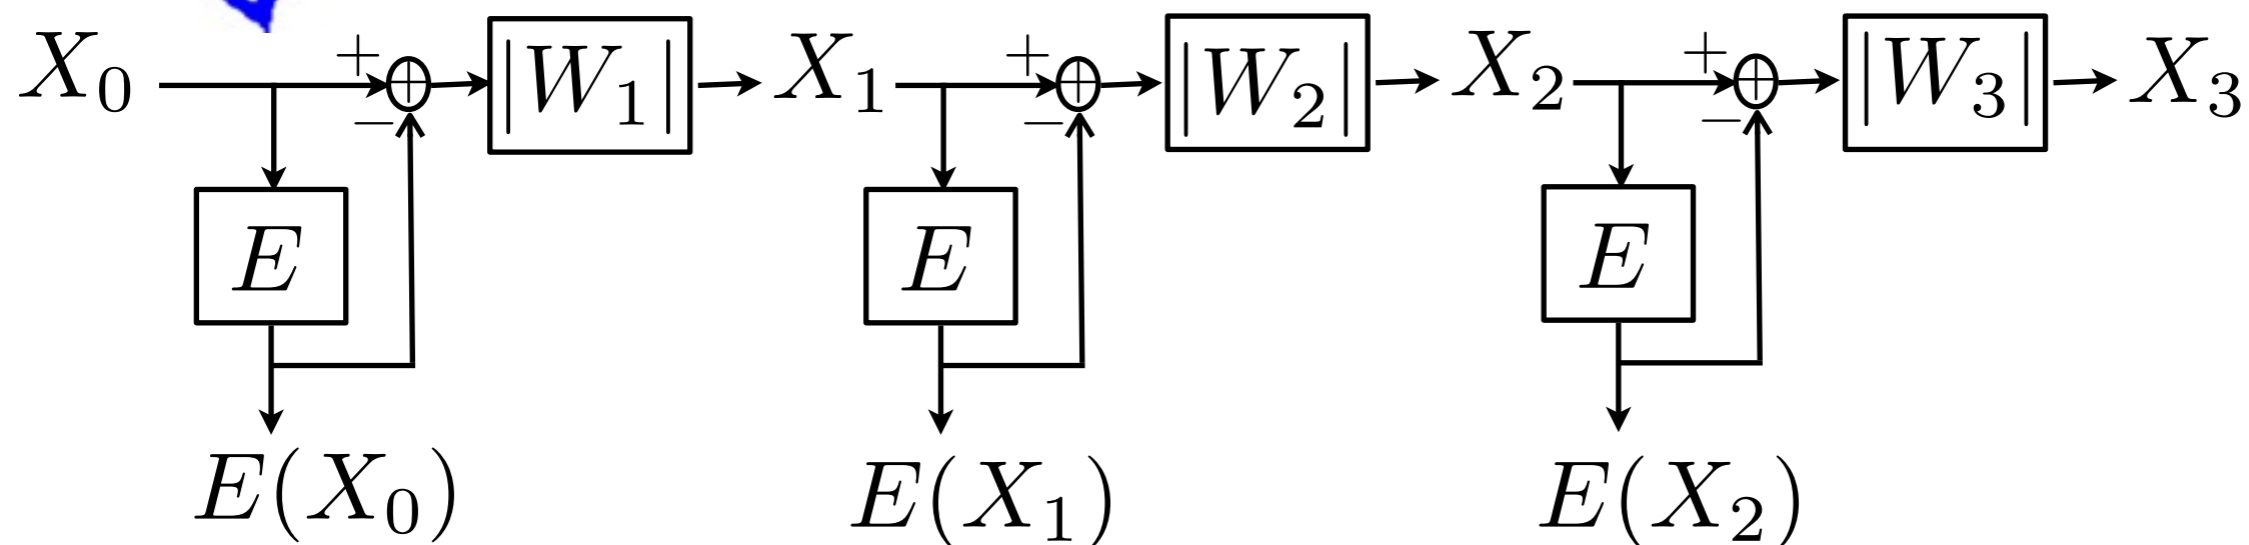 X₀ + − |W₁| X₁ + − |W₂| X₂ + − |W₃| X₃
E E E
E(X₀) E(X₁) E(X₂)